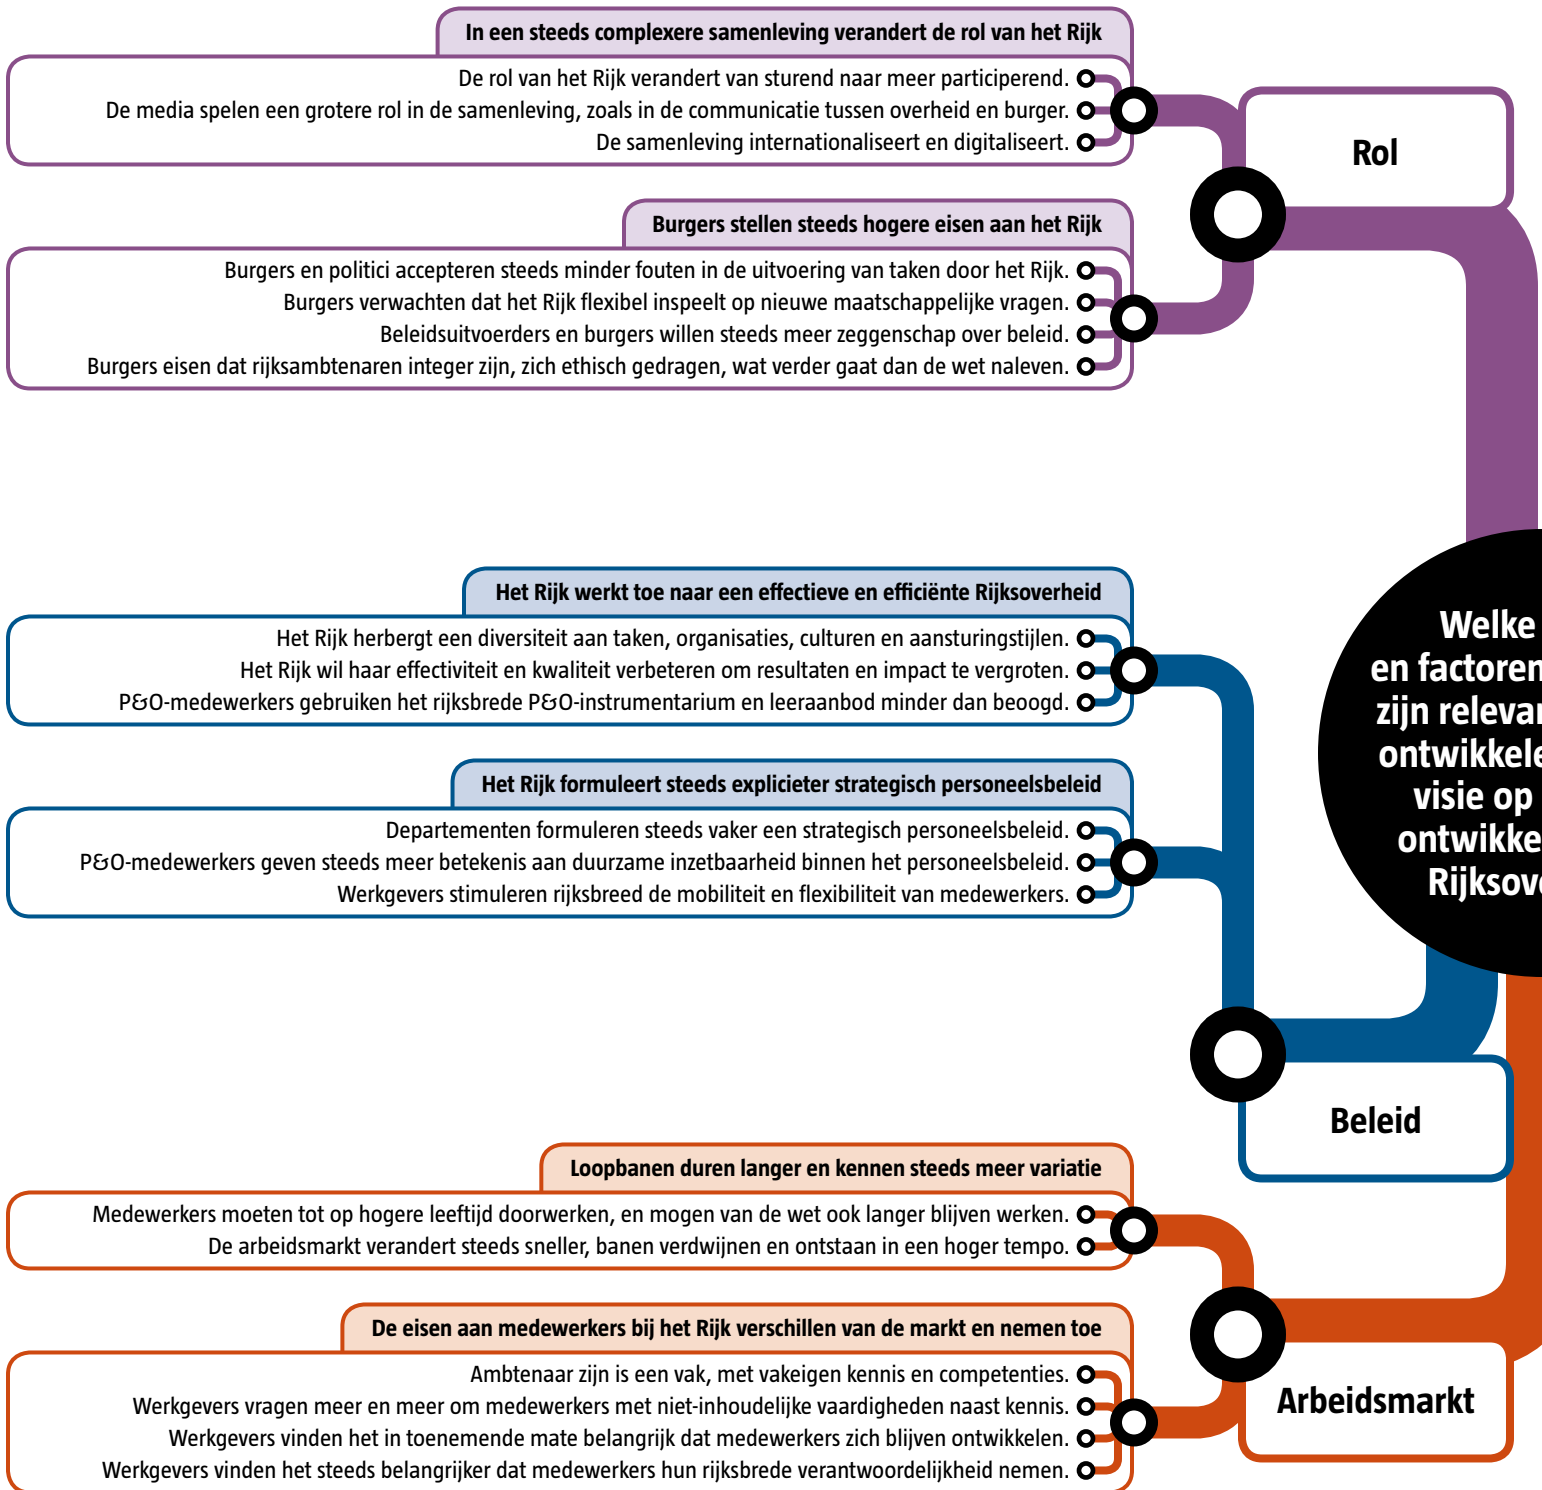 In een steeds complexere samenleving verandert de rol van het Rijk
De rol van het Rijk verandert van sturend naar meer participerend.
De media spelen een grotere rol in de samenleving, zoals in de communicatie tussen overheid en burger.
De samenleving internationaliseert en digitaliseert.
Rol
Burgers stellen steeds hogere eisen aan het Rijk
Burgers en politici accepteren steeds minder fouten in de uitvoering van taken door het Rijk.
Burgers verwachten dat het Rijk flexibel inspeelt op nieuwe maatschappelijke vragen.
Beleidsuitvoerders en burgers willen steeds meer zeggenschap over beleid.
Burgers eisen dat rijksambtenaren integer zijn, zich ethisch gedragen, wat verder gaat dan de wet naleven.
Het Rijk werkt toe naar een effectieve en efficiënte Rijksoverheid
Het Rijk herbergt een diversiteit aan taken, organisaties, culturen en aansturingstijlen.
Het Rijk wil haar effectiviteit en kwaliteit verbeteren om resultaten en impact te vergroten.
P&O-medewerkers gebruiken het rijksbrede P&O-instrumentarium en leeraanbod minder dan beoogd.
Welke
en factoren
zijn releva
ontwikkel
visie op
ontwikke
Rijksov
Het Rijk formuleert steeds explicieter strategisch personeelsbeleid
Departementen formuleren steeds vaker een strategisch personeelsbeleid.
P&O-medewerkers geven steeds meer betekenis aan duurzame inzetbaarheid binnen het personeelsbeleid.
Werkgevers stimuleren rijksbreed de mobiliteit en flexibiliteit van medewerkers.
Beleid
Loopbanen duren langer en kennen steeds meer variatie
Medewerkers moeten tot op hogere leeftijd doorwerken, en mogen van de wet ook langer blijven werken.
De arbeidsmarkt verandert steeds sneller, banen verdwijnen en ontstaan in een hoger tempo.
De eisen aan medewerkers bij het Rijk verschillen van de markt en nemen toe
Ambtenaar zijn is een vak, met vakeigen kennis en competenties.
Werkgevers vragen meer en meer om medewerkers met niet-inhoudelijke vaardigheden naast kennis.
Werkgevers vinden het in toenemende mate belangrijk dat medewerkers zich blijven ontwikkelen.
Werkgevers vinden het steeds belangrijker dat medewerkers hun rijksbrede verantwoordelijkheid nemen.
Arbeidsmarkt